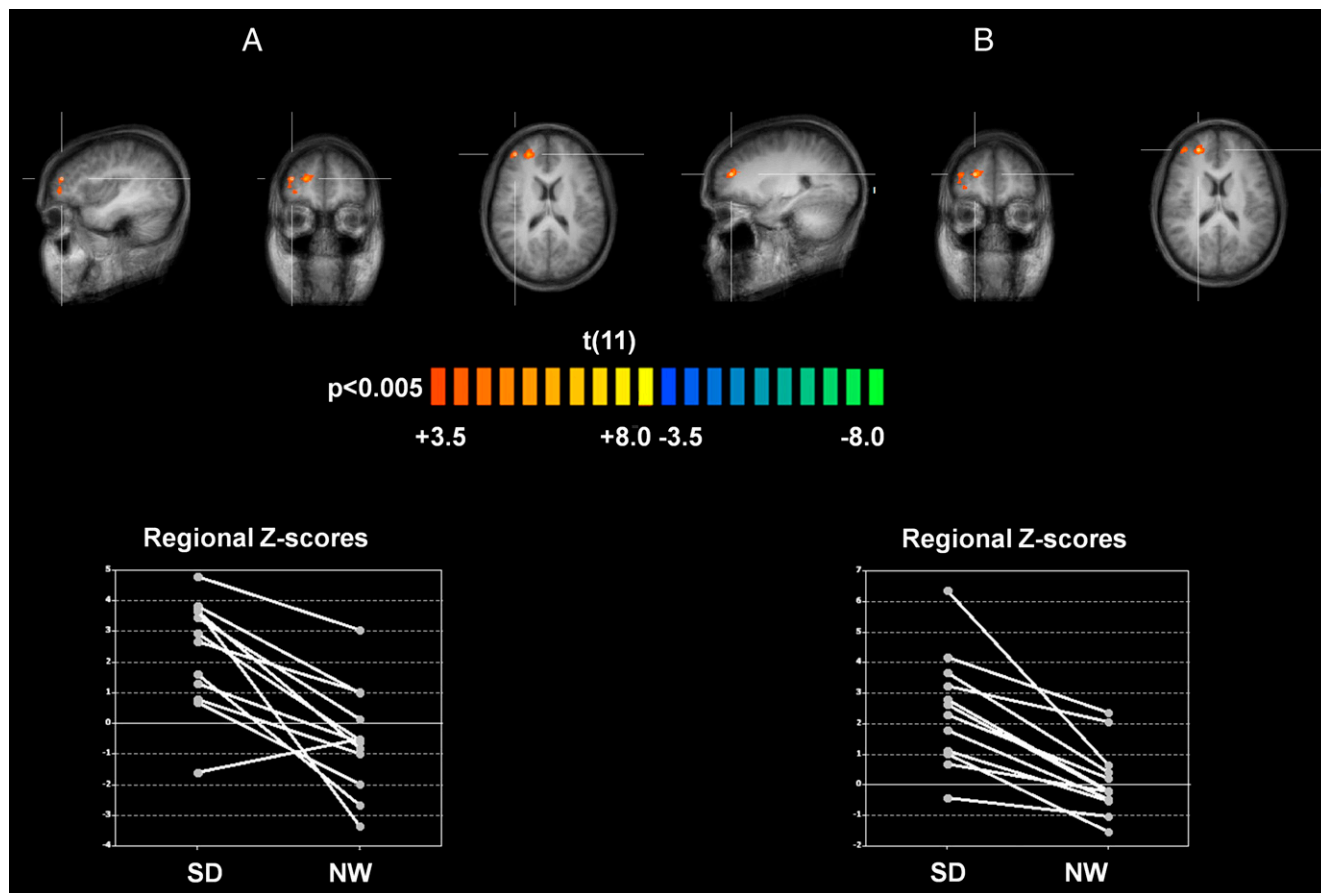 A
B
t(11)
p<0.005
+3.5
+8.0
-3.5
-8.0
Regional Z-scores
5
4
3
2
1
0
-1
-2
-3
-4
SD
NW
Regional Z-scores
7
6
5
4
3
2
1
0
-1
-2
SD
NW